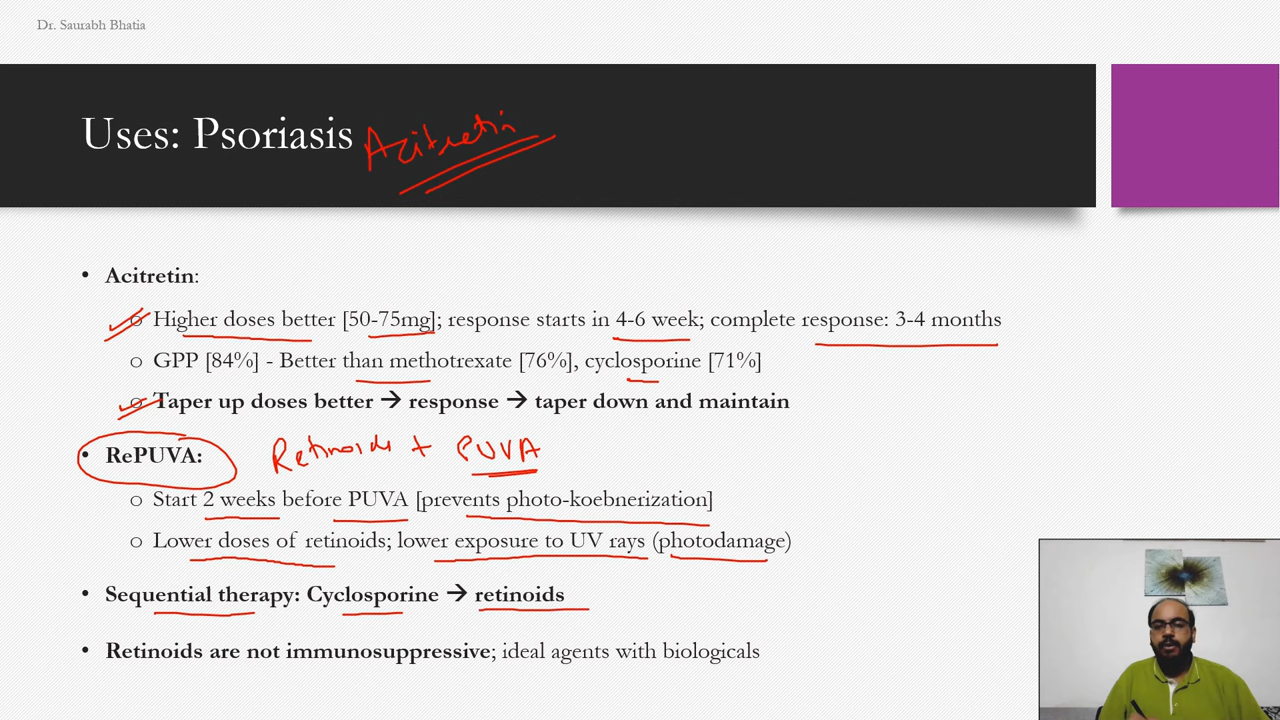 Dr. Saurabh Bhatia
Uses: Psoriasis Acitretin
• Acitretin:
o Higher doses better [50-75mg]; response starts in 4-6 week; complete response: 3-4 months
o GPP [84%] - Better than methotrexate [76%], cyclosporine [71%]
o Taper up doses better → response → taper down and maintain
• RePUVA: Retinoids + PUVA
o Start 2 weeks before PUVA [prevents photo-koebnerization]
o Lower doses of retinoids; lower exposure to UV rays (photodamage)
• Sequential therapy: Cyclosporine → retinoids
• Retinoids are not immunosuppressive; ideal agents with biologicals